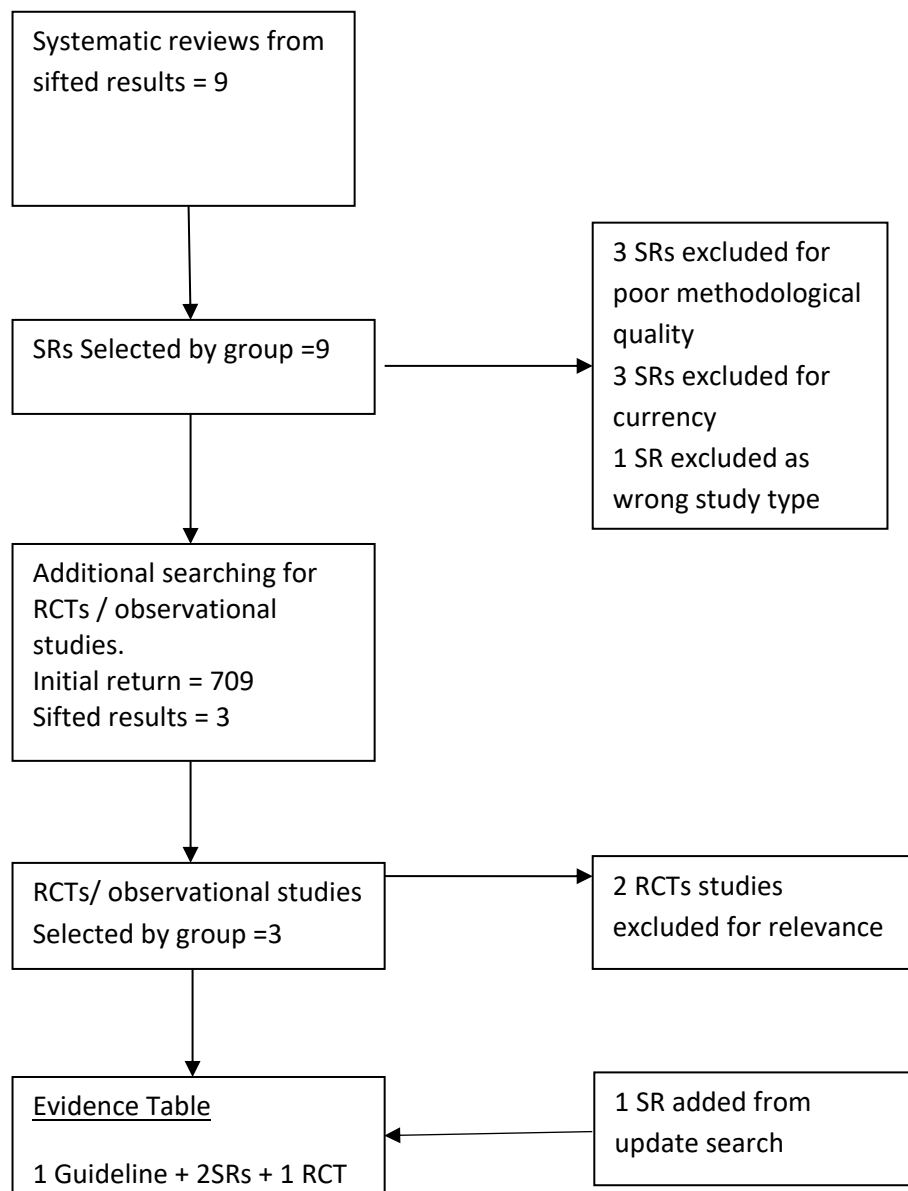 Systematic reviews from
sifted results = 9
3 SRs excluded for
poor methodological
quality
3 SRs excluded for
currency
1 SR excluded as
wrong study type
SRs Selected by group =9
Additional searching for
RCTs / observational
studies.
Initial return = 709
Sifted results = 3
RCTs/ observational studies
Selected by group =3
2 RCTs studies
excluded for relevance
Evidence Table
1 Guideline + 2SRs + 1 RCT
1 SR added from
update search